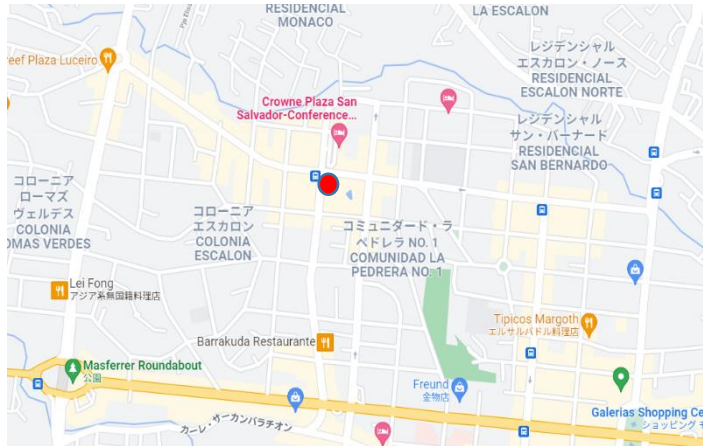 RESIDENCIAL
MONACO
LA ESCALON
レジデンシャル
エスカロン・ノース
RESIDENCIAL
ESCALON NORTE
eef Plaza Luceiro
Crowne Plaza San
Salvador-Conference...
レジデンシャル
サン・バーナード
RESIDENCIAL
SAN BERNARDO
コローニア
ローマズ
ヴェルデス
COLONIA
OMAS VERDES
コローニア
エスカロン
COLONIA
ESCALON
コミュニダード・ラ
ペドレラ NO. 1
COMUNIDAD LA
PEDRERA NO. 1
Lei Fong
アジア系無国籍料理店
Tipicos Margoth
エルサルバドル料理店
Barrakuda Restaurante
Masferrer Roundabout
公園
Freund
金物店
Galerias Shopping Ce
ショッピング モ
カーレ・サーカンバラチオン